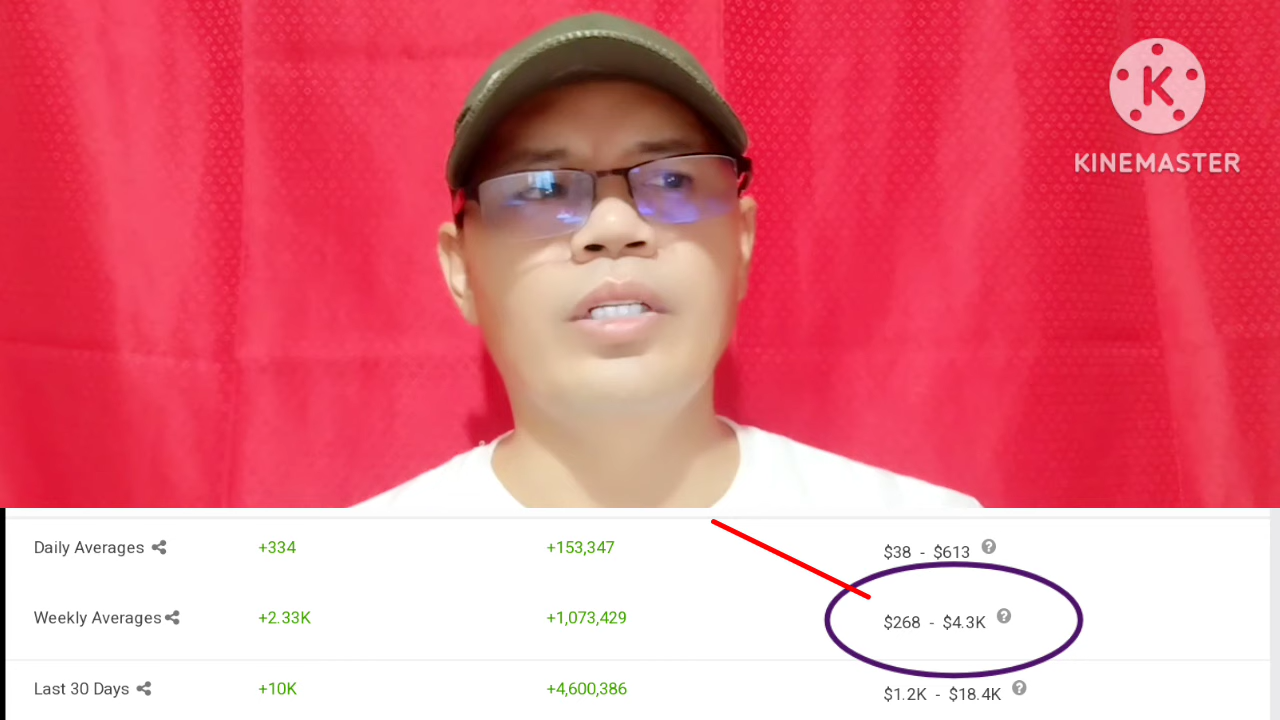 K
KINEMASTER
Daily Averages +334 +153,347 $38 - $613 ?
Weekly Averages +2.33K +1,073,429 $268 - $4.3K ?
Last 30 Days +10K +4,600,386 $1.2K - $18.4K ?